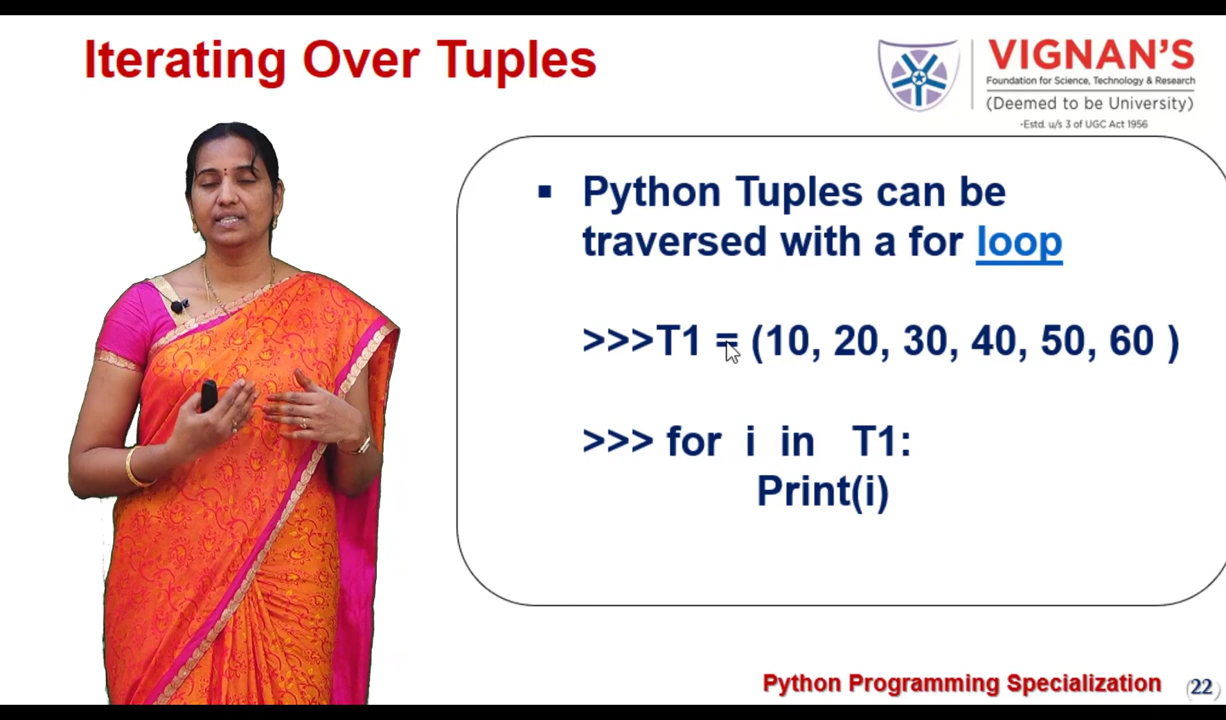 Iterating Over Tuples
VIGNAN'S
Foundation for Science, Technology & Research
(Deemed to be University)
-Estd. u/s 3 of UGC Act 1956
▪ Python Tuples can be
traversed with a for loop
>>>T1 = (10, 20, 30, 40, 50, 60 )
>>> for i in T1:
Print(i)
Python Programming Specialization
(22)